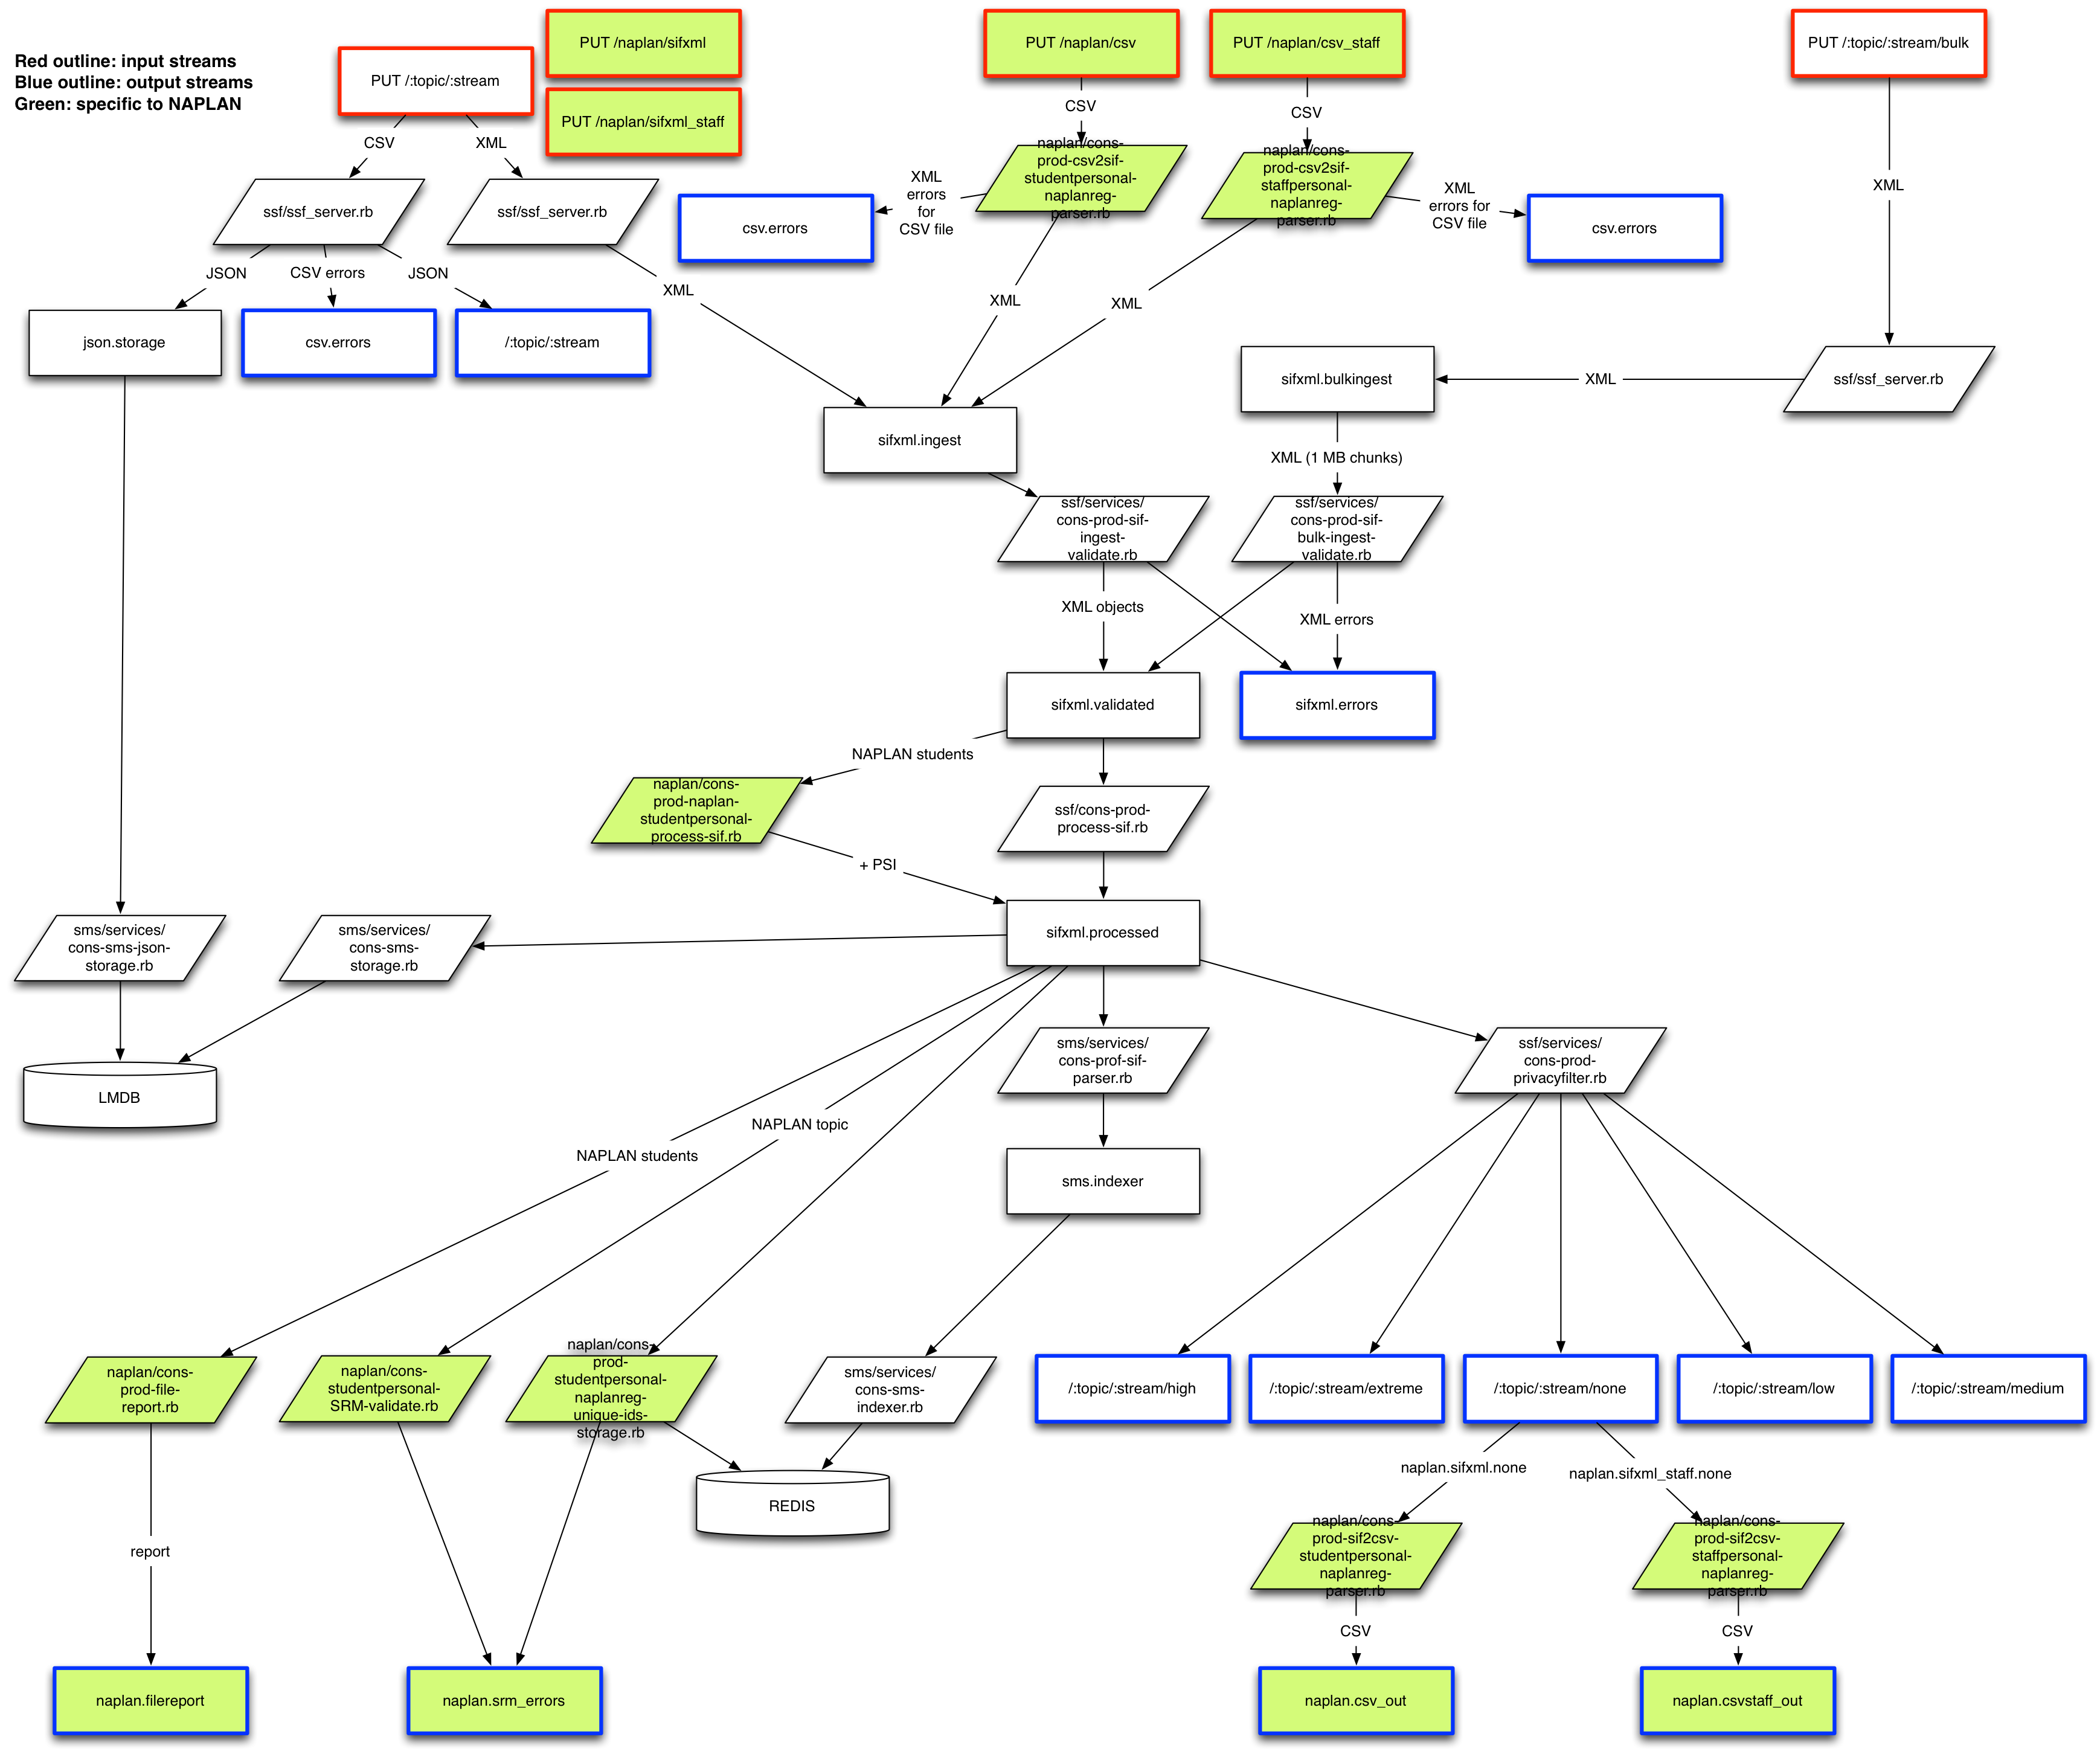 Red outline: input streams
Blue outline: output streams
Green: specific to NAPLAN
PUT /:topic/:stream
PUT /naplan/sifxml
PUT /naplan/sifxml_staff
PUT /naplan/csv
PUT /naplan/csv_staff
PUT /:topic/:stream/bulk
CSV
XML
CSV
CSV
XML
ssf/ssf_server.rb
ssf/ssf_server.rb
naplan/cons-
prod-csv2sif-
studentpersonal-
naplanreg-
parser.rb
naplan/cons-
prod-csv2sif-
staffpersonal-
naplanreg-
parser.rb
XML
errors
for
CSV file
XML
errors for
CSV file
csv.errors
csv.errors
JSON
CSV errors
JSON
XML
XML
XML
json.storage
csv.errors
/:topic/:stream
sifxml.bulkingest
XML
ssf/ssf_server.rb
sifxml.ingest
XML (1 MB chunks)
ssf/services/
cons-prod-sif-
ingest-
validate.rb
ssf/services/
cons-prod-sif-
bulk-ingest-
validate.rb
XML objects
XML errors
sifxml.validated
sifxml.errors
NAPLAN students
naplan/cons-
prod-naplan-
studentpersonal-
process-sif.rb
ssf/cons-prod-
process-sif.rb
+ PSI
sms/services/
cons-sms-json-
storage.rb
sms/services/
cons-sms-
storage.rb
sifxml.processed
LMDB
sms/services/
cons-prof-sif-
parser.rb
ssf/services/
cons-prod-
privacyfilter.rb
NAPLAN students
NAPLAN topic
sms.indexer
naplan/cons-
prod-file-
report.rb
naplan/cons-
studentpersonal-
SRM-validate.rb
naplan/cons-
prod-
studentpersonal-
naplanreg-
unique-ids-
storage.rb
sms/services/
cons-sms-
indexer.rb
/:topic/:stream/high
/:topic/:stream/extreme
/:topic/:stream/none
/:topic/:stream/low
/:topic/:stream/medium
REDIS
naplan.sifxml.none
naplan.sifxml_staff.none
report
naplan/cons-
prod-sif2csv-
studentpersonal-
naplanreg-
parser.rb
naplan/cons-
prod-sif2csv-
staffpersonal-
naplanreg-
parser.rb
CSV
CSV
naplan.filereport
naplan.srm_errors
naplan.csv_out
naplan.csvstaff_out